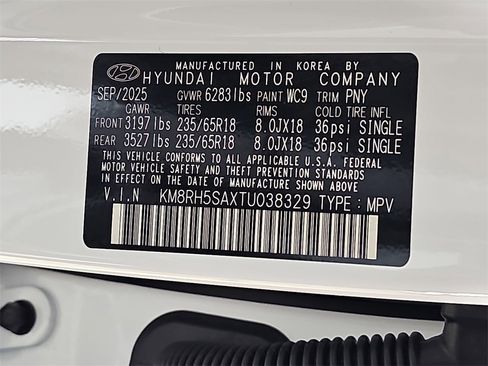 MANUFACTURED IN KOREA BY
HYUNDAI MOTOR COMPANY
SEP/2025 GVWR 6283lbs PAINT WC9 TRIM PNY
GAWR TIRES RIMS COLD TIRE INFL
FRONT 3197lbs 235/65R18 8.0JX18 36psi SINGLE
REAR 3527lbs 235/65R18 8.0JX18 36psi SINGLE
THIS VEHICLE CONFORMS TO ALL APPLICABLE U.S.A. FEDERAL
MOTOR VEHICLE SAFETY, BUMPER, AND THEFT PREVENTION STANDARDS
IN EFFECT ON THE DATE OF MANUFACTURE SHOWN ABOVE.
V.I.N KM8RH5SAXTU038329 TYPE : MPV